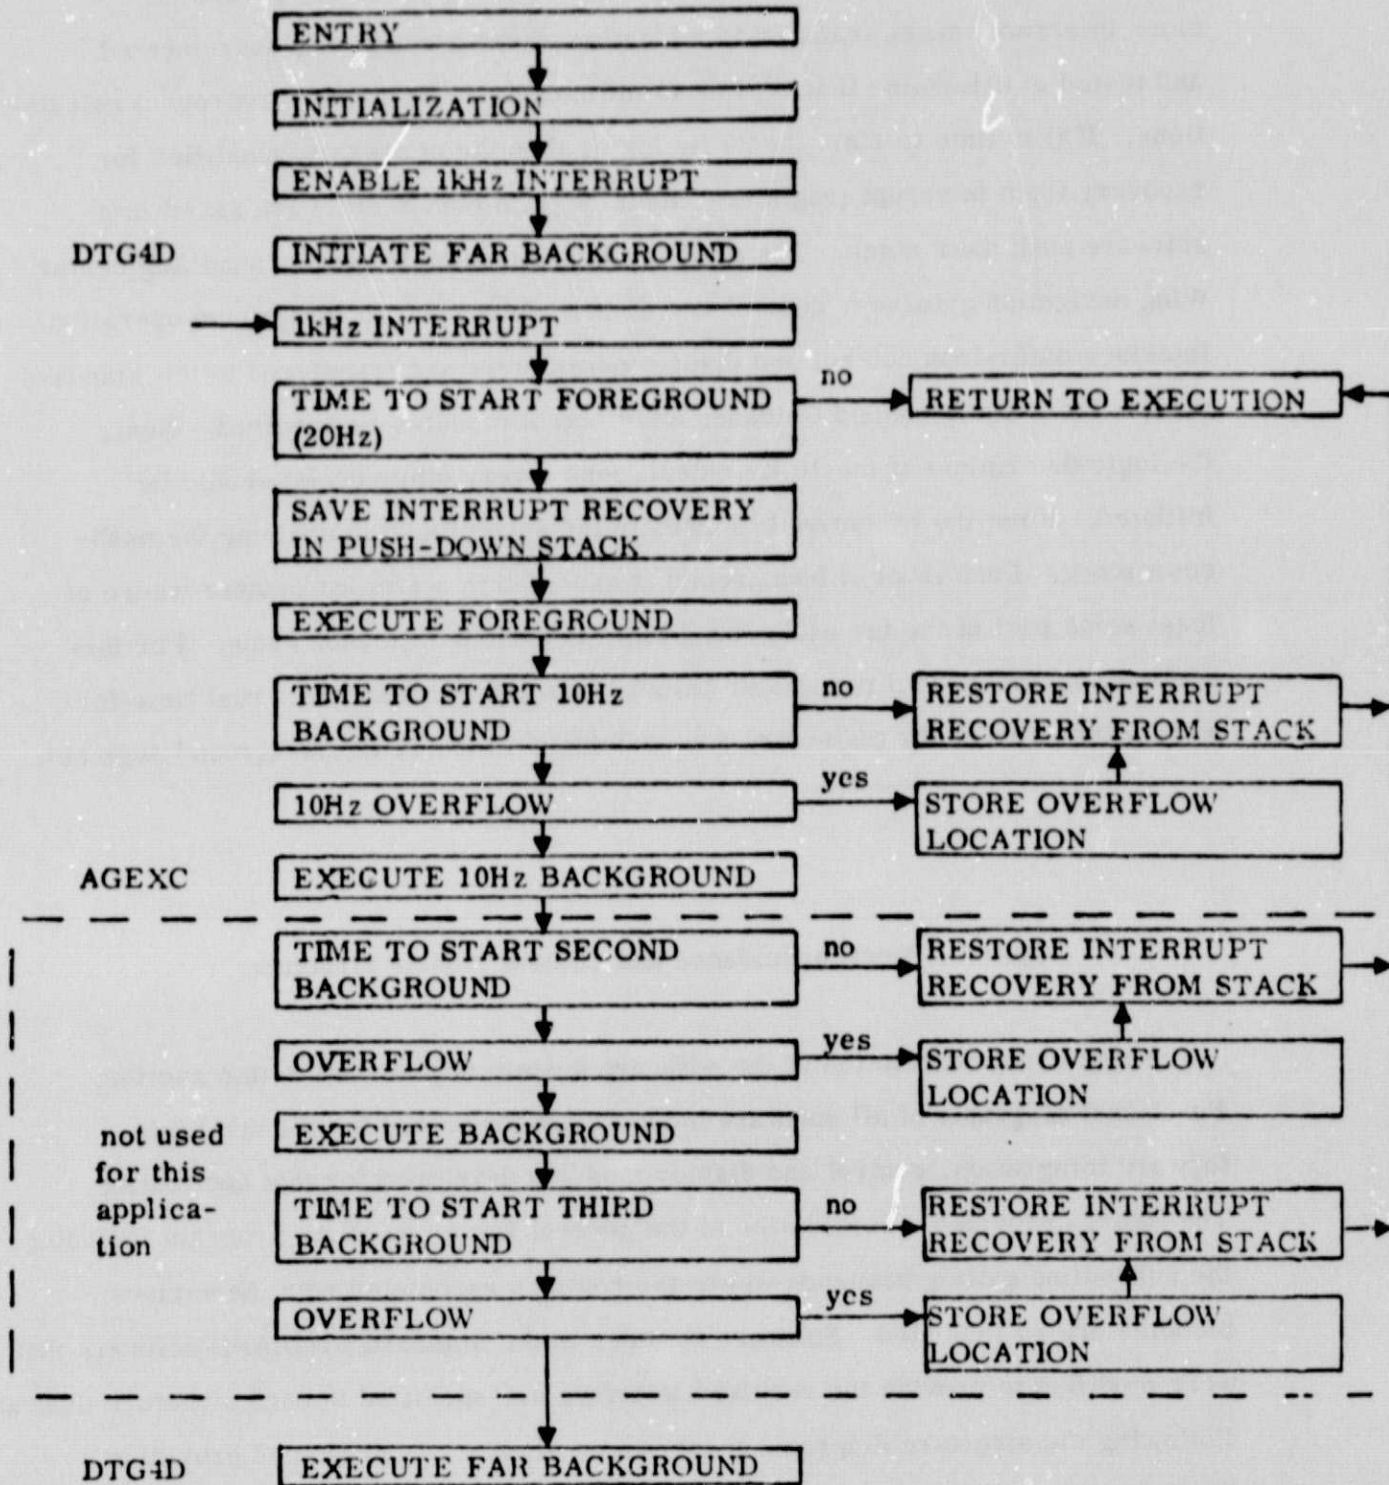 ENTRY
INITIALIZATION
ENABLE 1kHz INTERRUPT
DTG4D
INITIATE FAR BACKGROUND
1kHz INTERRUPT
TIME TO START FOREGROUND
(20Hz)
no
RETURN TO EXECUTION
SAVE INTERRUPT RECOVERY
IN PUSH-DOWN STACK
EXECUTE FOREGROUND
TIME TO START 10Hz
BACKGROUND
no
RESTORE INTERRUPT
RECOVERY FROM STACK
10Hz OVERFLOW
yes
STORE OVERFLOW
LOCATION
AGEXC
EXECUTE 10Hz BACKGROUND
TIME TO START SECOND
BACKGROUND
no
RESTORE INTERRUPT
RECOVERY FROM STACK
OVERFLOW
yes
STORE OVERFLOW
LOCATION
not used
for this
applica-
tion
EXECUTE BACKGROUND
TIME TO START THIRD
BACKGROUND
no
RESTORE INTERRUPT
RECOVERY FROM STACK
OVERFLOW
yes
STORE OVERFLOW
LOCATION
DTG4D
EXECUTE FAR BACKGROUND